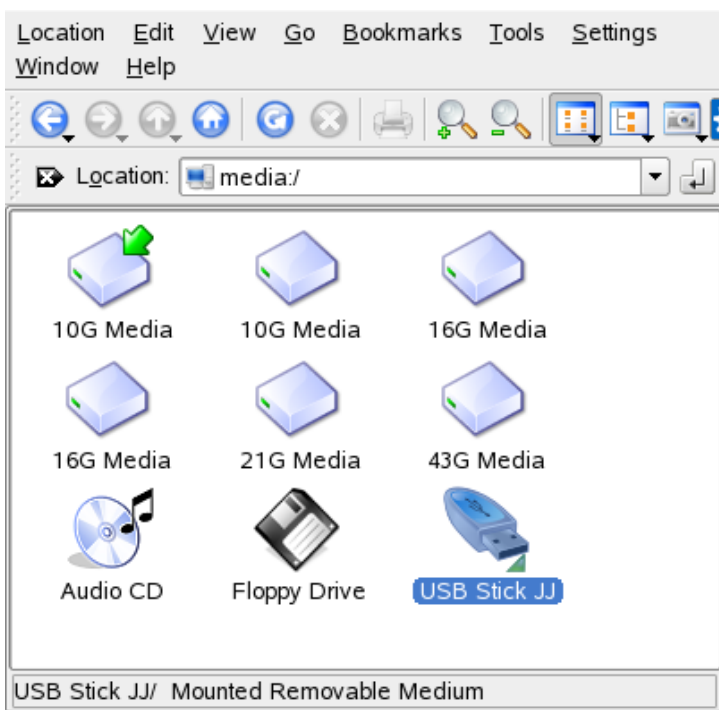 Location Edit View Go Bookmarks Tools Settings
Window Help
Location: media:/
10G Media 10G Media 16G Media
16G Media 21G Media 43G Media
Audio CD Floppy Drive USB Stick JJ
USB Stick JJ/ Mounted Removable Medium